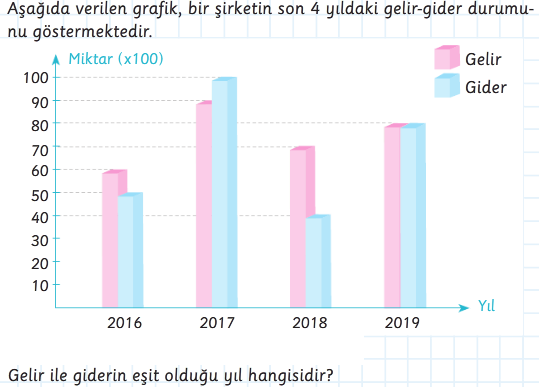 Aşağıda verilen grafik, bir şirketin son 4 yıldaki gelir-gider durumu-
nu göstermektedir.
Miktar (x100)
Gelir
Gider
100
90
80
70
60
50
40
30
20
10
Yıl
2016 2017 2018 2019
Gelir ile giderin eşit olduğu yıl hangisidir?